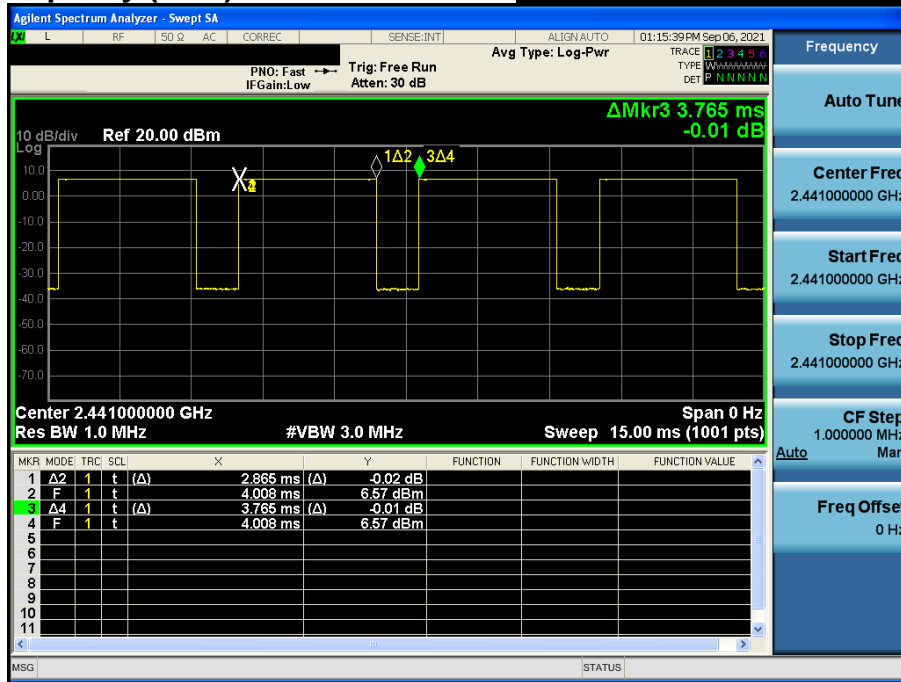 Agilent Spectrum Analyzer - Swept SA
LXI L RF 50 Ω AC CORREC SENSE:INT ALIGN AUTO 01:15:39 PM Sep 06, 2021
Frequency
Avg Type: Log-Pwr TRACE 1 2 3 4 5 6
PNO: Fast Trig: Free Run TYPE WWWWWW
IFGain:Low Atten: 30 dB DET P N N N N N
Auto Tune
ΔMkr3 3.765 ms
10 dB/div Ref 20.00 dBm -0.01 dB
Log
1Δ2 3Δ4
10.0
0.00
-10.0
-20.0
-30.0
-40.0
-50.0
-60.0
-70.0
Center Freq
2.441000000 GHz
Start Freq
2.441000000 GHz
Stop Freq
2.441000000 GHz
Center 2.441000000 GHz Span 0 Hz
Res BW 1.0 MHz #VBW 3.0 MHz Sweep 15.00 ms (1001 pts)
CF Step
1.000000 MHz
Auto Man
MKR MODE TRC SCL X Y FUNCTION FUNCTION WIDTH FUNCTION VALUE
1 Δ2 1 t (Δ) 2.865 ms (Δ) -0.02 dB
2 F 1 t 4.008 ms 6.57 dBm
3 Δ4 1 t (Δ) 3.765 ms (Δ) -0.01 dB
4 F 1 t 4.008 ms 6.57 dBm
5
6
7
8
9
10
11
Freq Offset
0 Hz
MSG STATUS